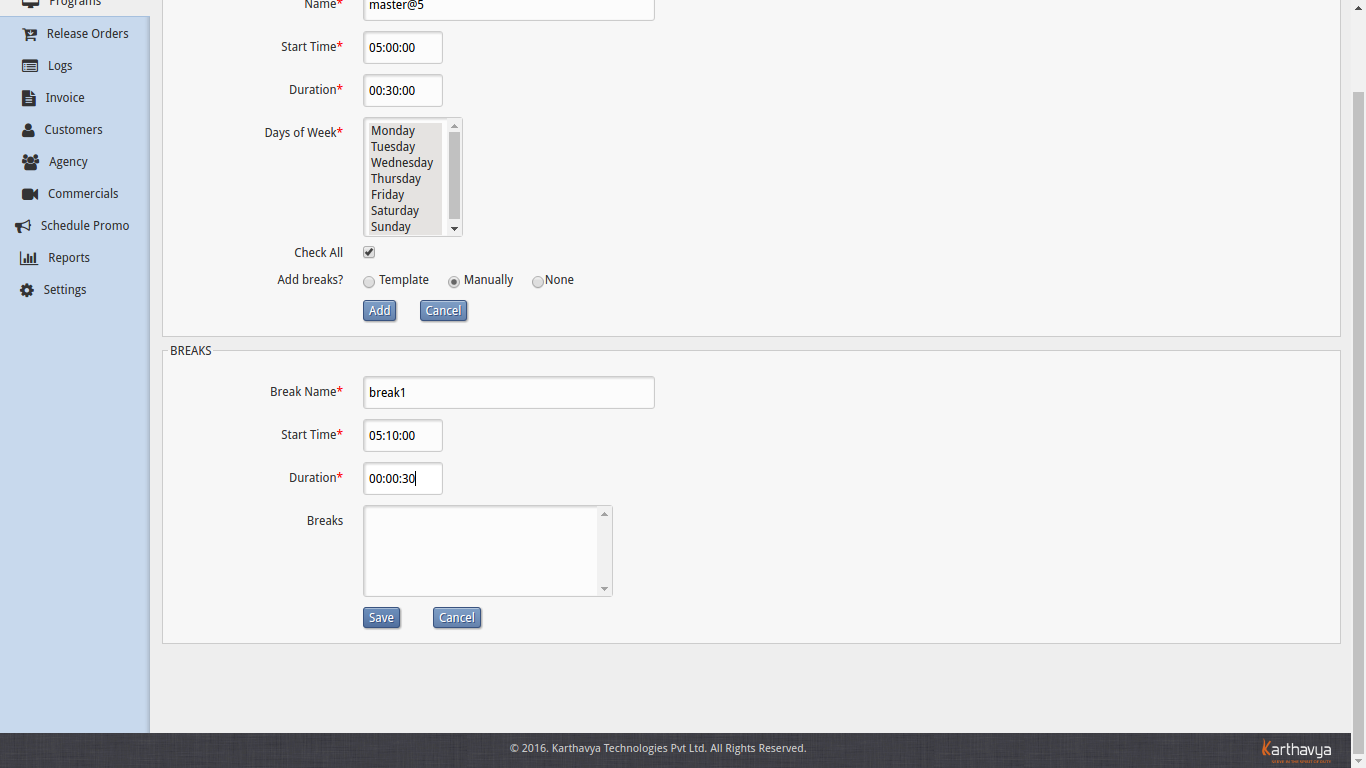 Programs
Release Orders
Logs
Invoice
Customers
Agency
Commercials
Schedule Promo
Reports
Settings
Name* master@5
Start Time* 05:00:00
Duration* 00:30:00
Days of Week* Monday
Tuesday
Wednesday
Thursday
Friday
Saturday
Sunday
Check All
Add breaks? Template Manually None
Add Cancel
BREAKS
Break Name* break1
Start Time* 05:10:00
Duration* 00:00:30
Breaks
Save Cancel
© 2016. Karthavya Technologies Pvt Ltd. All Rights Reserved.
Karthavya